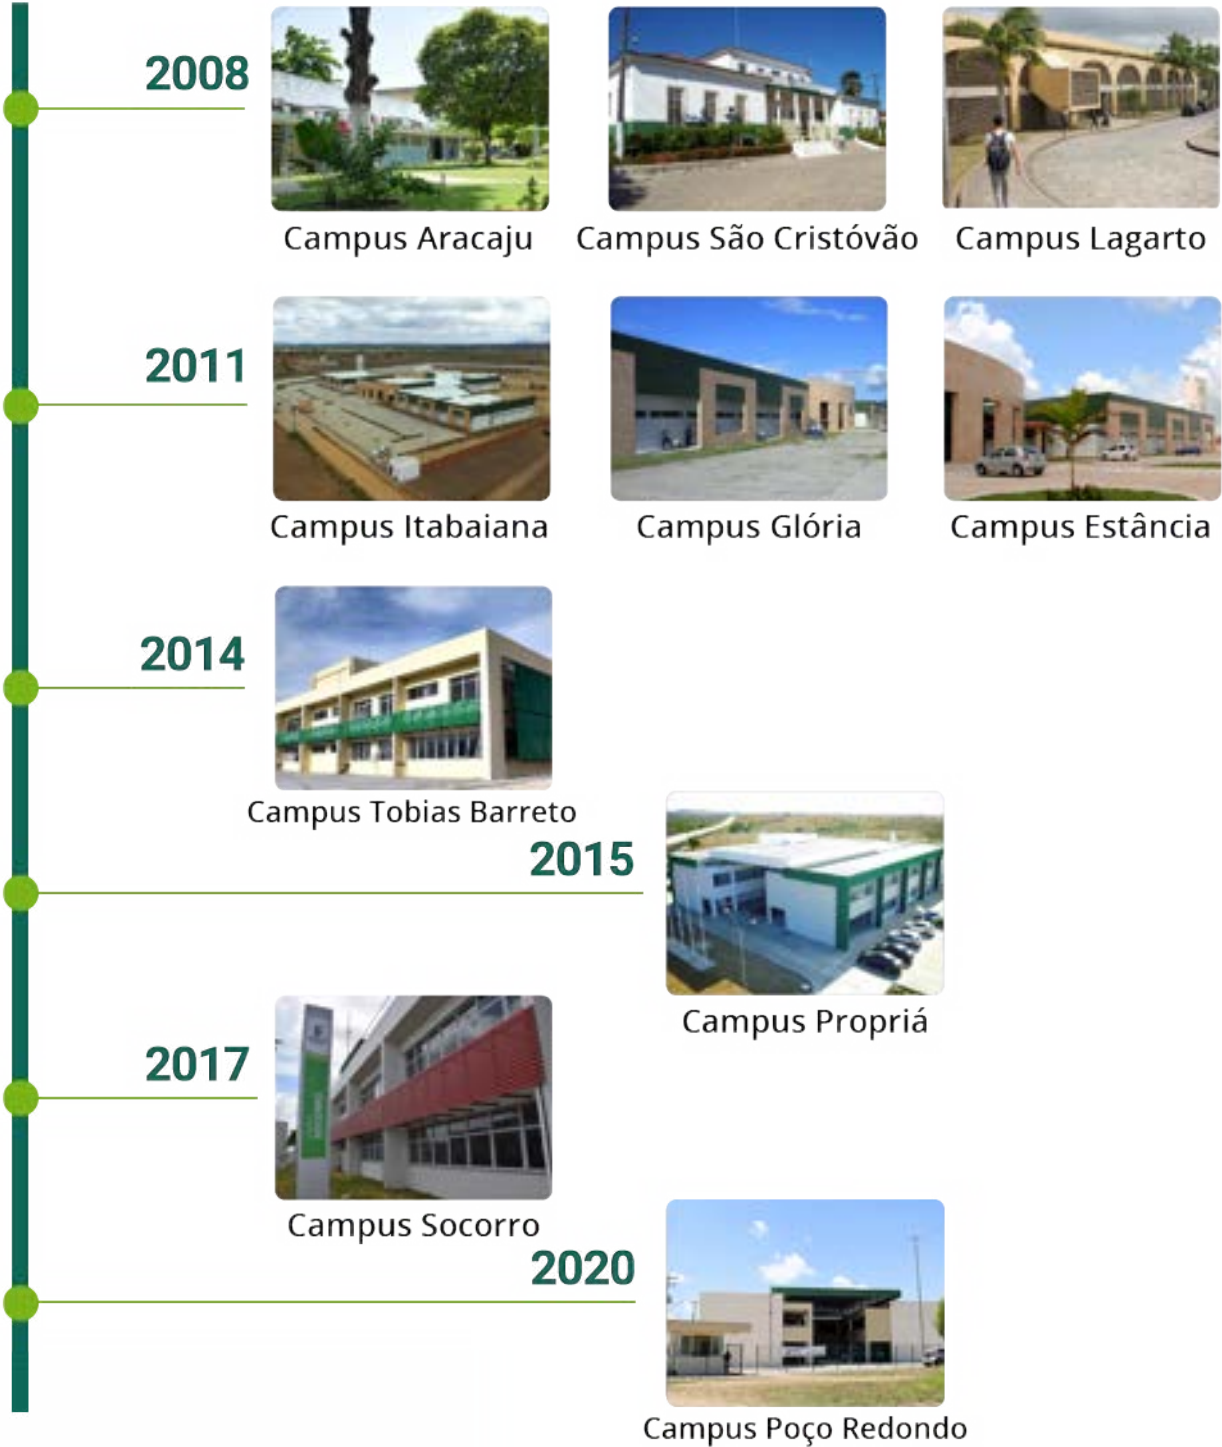 2008
Campus Aracaju
Campus São Cristóvão
Campus Lagarto
2011
Campus Itabaiana
Campus Glória
Campus Estância
2014
Campus Tobias Barreto
2015
Campus Propriá
2017
Campus Socorro
2020
Campus Poço Redondo